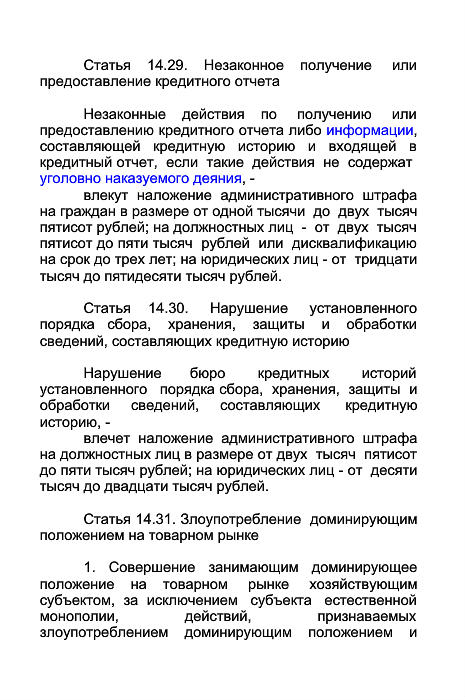 Статья 14.29. Незаконное получение или
предоставление кредитного отчета
Незаконные действия по получению или
предоставлению кредитного отчета либо информации,
составляющей кредитную историю и входящей в
кредитный отчет, если такие действия не содержат
уголовно наказуемого деяния, -
влекут наложение административного штрафа
на граждан в размере от одной тысячи до двух тысяч
пятисот рублей; на должностных лиц - от двух тысяч
пятисот до пяти тысяч рублей или дисквалификацию
на срок до трех лет; на юридических лиц - от тридцати
тысяч до пятидесяти тысяч рублей.
Статья 14.30. Нарушение установленного
порядка сбора, хранения, защиты и обработки
сведений, составляющих кредитную историю
Нарушение бюро кредитных историй
установленного порядка сбора, хранения, защиты и
обработки сведений, составляющих кредитную
историю, -
влечет наложение административного штрафа
на должностных лиц в размере от двух тысяч пятисот
до пяти тысяч рублей; на юридических лиц - от десяти
тысяч до двадцати тысяч рублей.
Статья 14.31. Злоупотребление доминирующим
положением на товарном рынке
1. Совершение занимающим доминирующее
положение на товарном рынке хозяйствующим
субъектом, за исключением субъекта естественной
монополии, действий, признаваемых
злоупотреблением доминирующим положением и